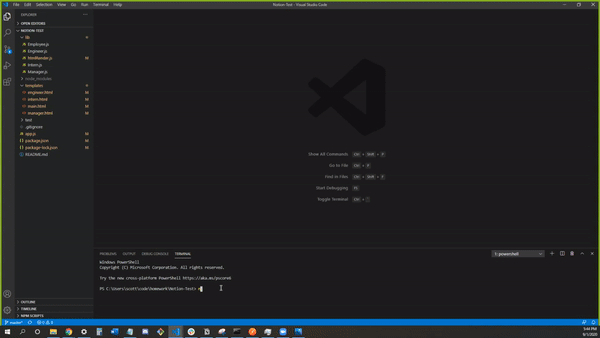 File Edit Selection View Go Run Terminal Help
Motion-Test - Visual Studio Code
EXPLORER
OPEN EDITORS
MOTION-TEST
lib
Employee.js
Engineer.js
htmlRender.js M
Intern.js
Manager.js
node_modules
templates
engineer.html M
intern.html M
main.html M
manager.html M
test
.gitignore
app.js M
package.json M
package-lock.json M
README.md
Show All Commands Ctrl + Shift + P
Go to File Ctrl + P
Find in Files Ctrl + Shift + F
Start Debugging F5
Toggle Terminal Ctrl +
PROBLEMS OUTPUT DEBUG CONSOLE TERMINAL
1: powershell
Windows PowerShell
Copyright (C) Microsoft Corporation. All rights reserved.
Try the new cross-platform PowerShell https://aka.ms/pscore6
PS C:\Users\scott\code\homework\Motion-Test>
OUTLINE
TIMELINE
NPM SCRIPTS
master*
0 0
5:44 PM
6/1/2020